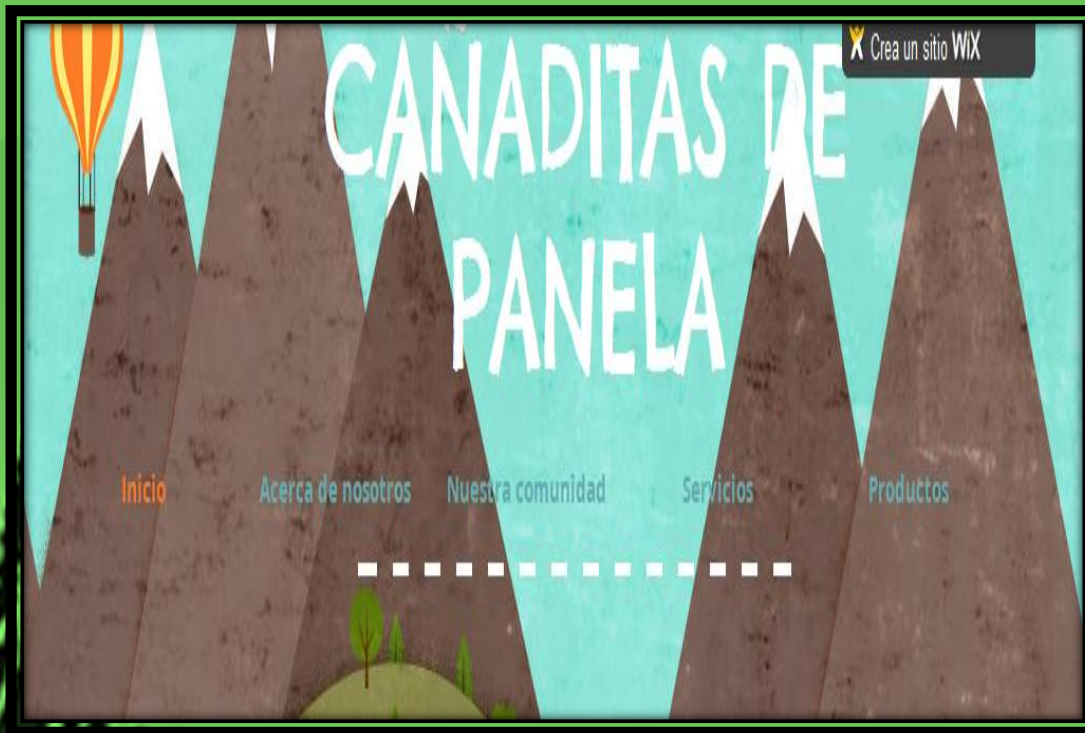 Crea un sitio WiX
CANADITAS DE
PANELA
Inicio Acerca de nosotros Nuestra comunidad Servicios Productos